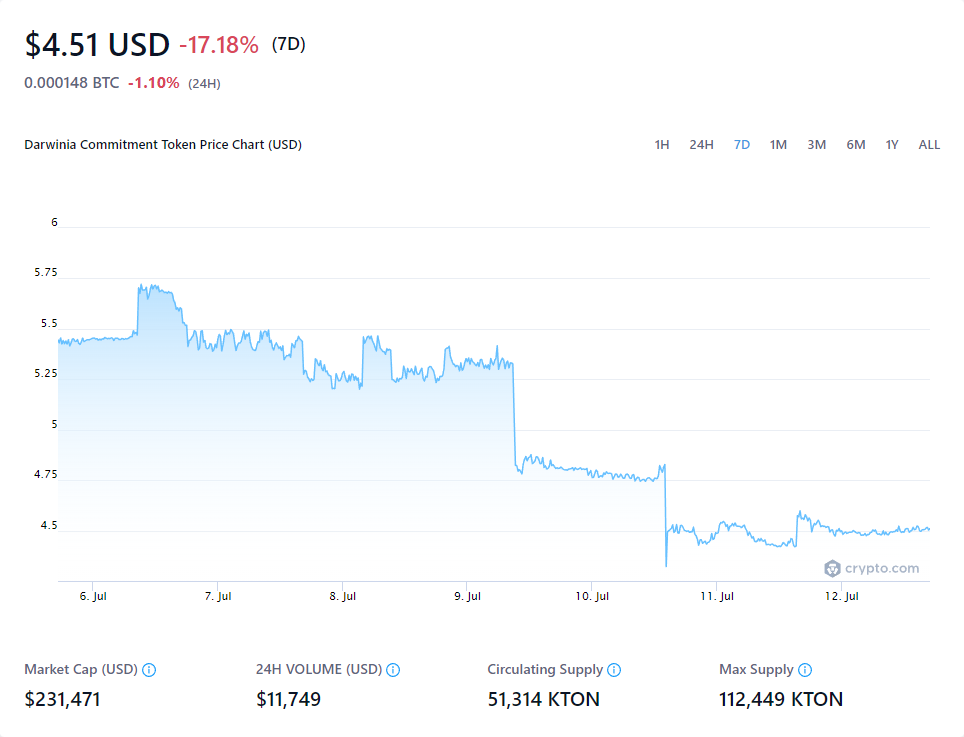 $4.51 USD -17.18% (7D)
0.000148 BTC -1.10% (24H)
Darwinia Commitment Token Price Chart (USD) 1H 24H 7D 1M 3M 6M 1Y ALL
6
5.75
5.5
5.25
5
4.75
4.5
crypto.com
6. Jul 7. Jul 8. Jul 9. Jul 10. Jul 11. Jul 12. Jul
Market Cap (USD) 24H VOLUME (USD) Circulating Supply Max Supply
$231,471 $11,749 51,314 KTON 112,449 KTON